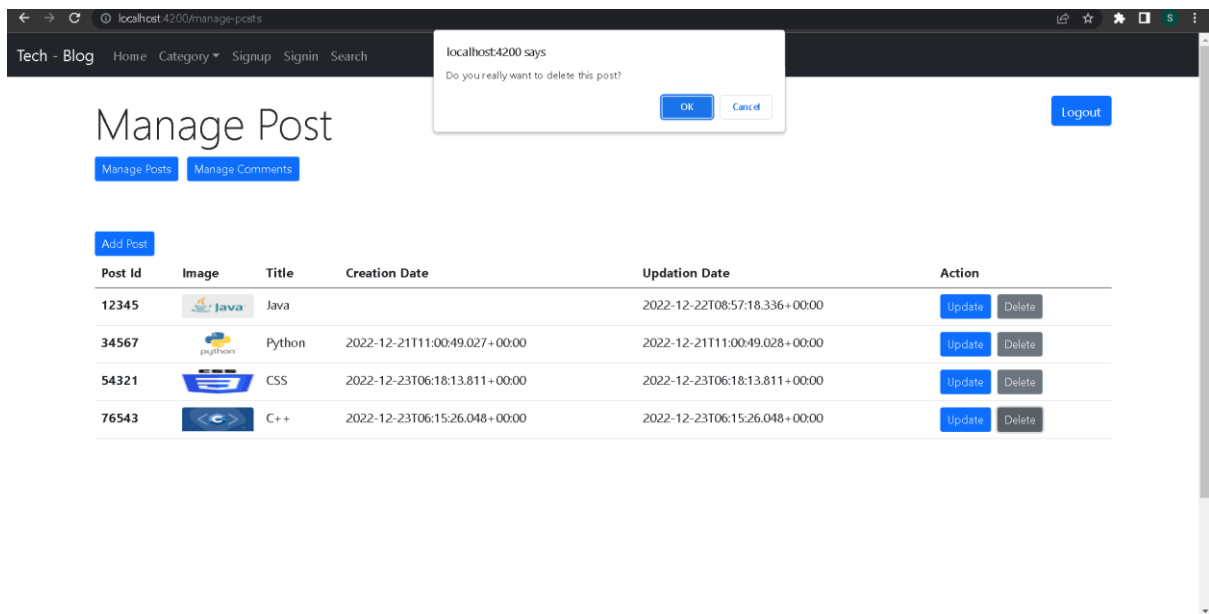 localhost:4200/manage-posts
S
Tech - Blog Home Category Signup Signin Search
localhost:4200 says
Do you really want to delete this post?
OK Cancel
Manage Post
Logout
Manage Posts Manage Comments
Add Post
Post Id Image Title Creation Date Updation Date Action
12345 Java Java 2022-12-22T08:57:18.336+00:00 Update Delete
34567 python Python 2022-12-21T11:00:49.027+00:00 2022-12-21T11:00:49.028+00:00 Update Delete
54321 CSS 2022-12-23T06:18:13.811+00:00 2022-12-23T06:18:13.811+00:00 Update Delete
76543 <C> C++ 2022-12-23T06:15:26.048+00:00 2022-12-23T06:15:26.048+00:00 Update Delete